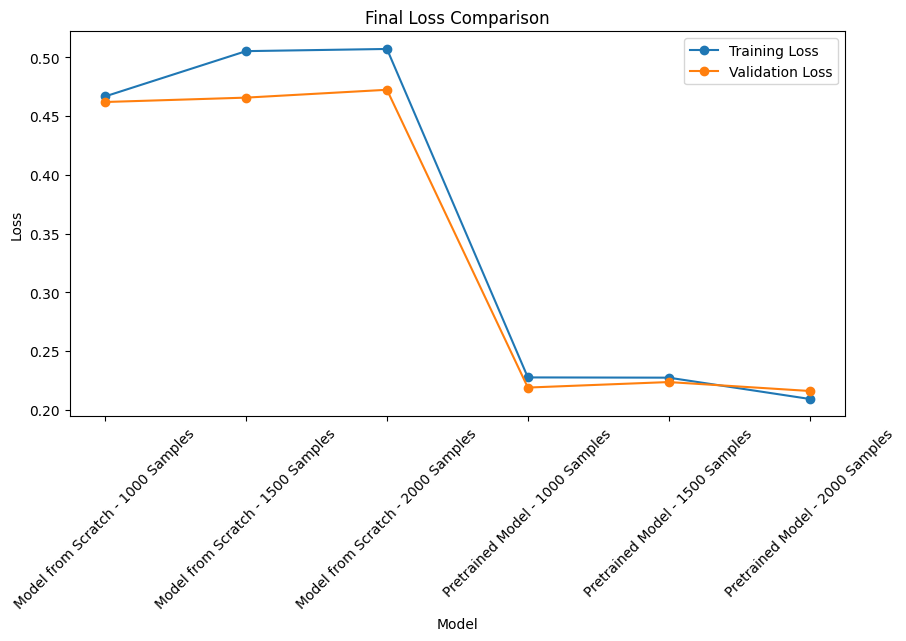 Final Loss Comparison
Training Loss
Validation Loss
0.50
0.45
0.40
0.35
0.30
0.25
0.20
Loss
Model from Scratch - 1000 Samples
Model from Scratch - 1500 Samples
Model from Scratch - 2000 Samples
Pretrained Model - 1000 Samples
Pretrained Model - 1500 Samples
Pretrained Model - 2000 Samples
Model